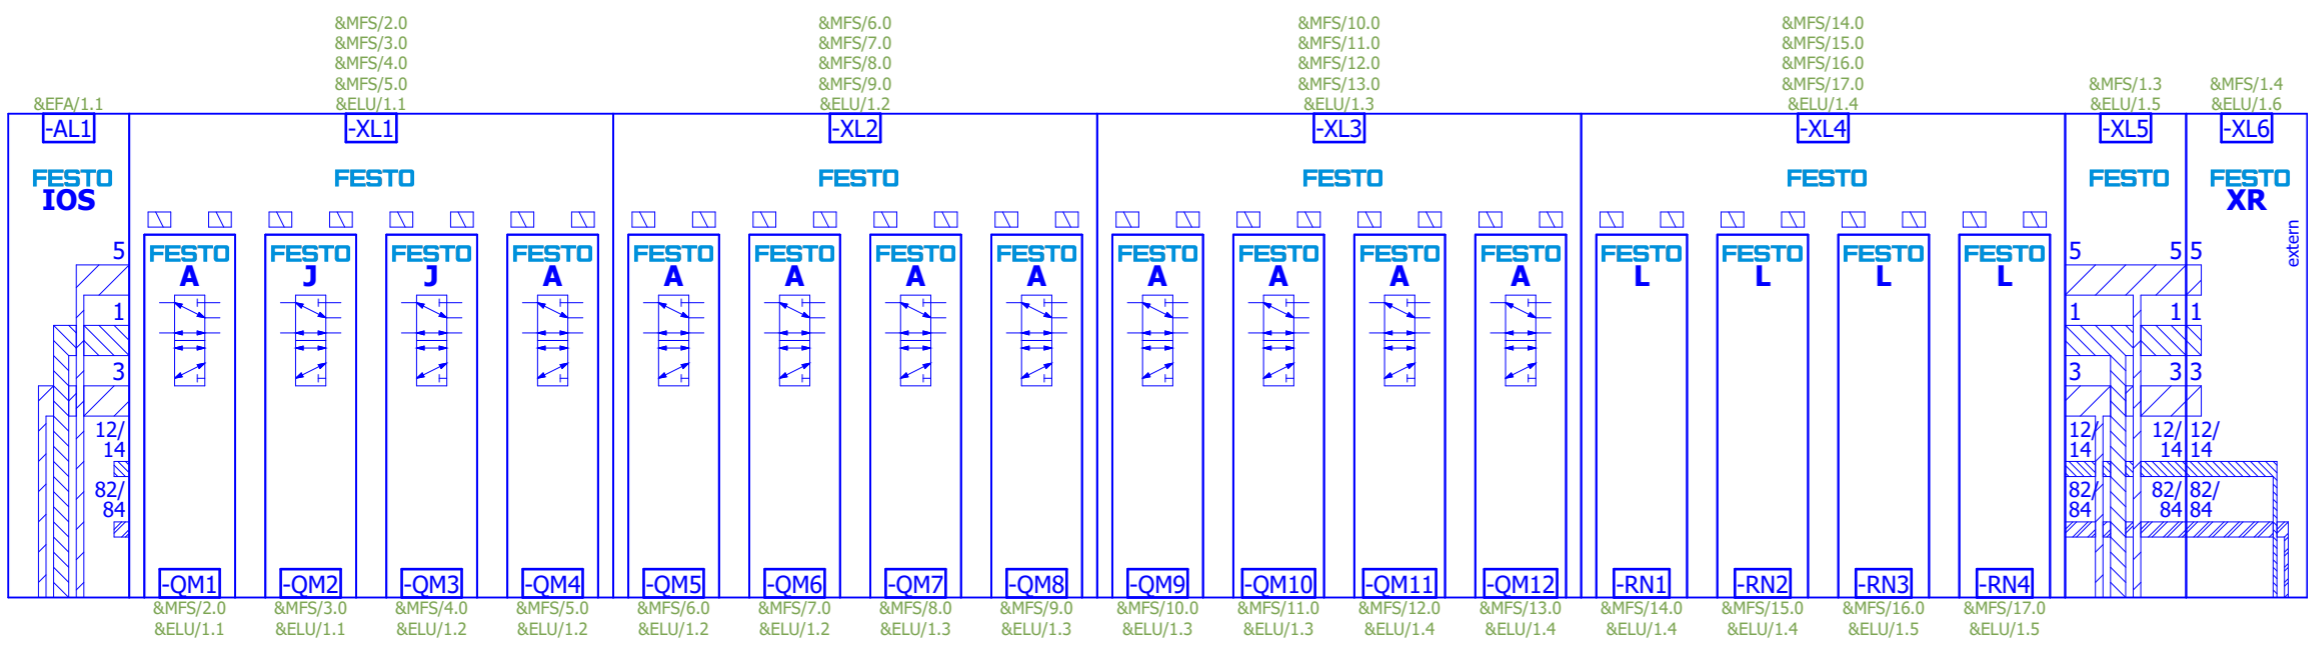 &MFS/2.0 &MFS/6.0 &MFS/10.0 &MFS/14.0
&MFS/3.0 &MFS/7.0 &MFS/11.0 &MFS/15.0
&MFS/4.0 &MFS/8.0 &MFS/12.0 &MFS/16.0
&MFS/5.0 &MFS/9.0 &MFS/13.0 &MFS/17.0 &MFS/1.3 &MFS/1.4
&EFA/1.1 &ELU/1.1 &ELU/1.2 &ELU/1.3 &ELU/1.4 &ELU/1.5 &ELU/1.6
-AL1 -XL1 -XL2 -XL3 -XL4 -XL5 -XL6
FESTO FESTO FESTO FESTO FESTO FESTO FESTO
IOS XR
extern
FESTO FESTO FESTO FESTO FESTO FESTO FESTO FESTO FESTO FESTO FESTO FESTO FESTO FESTO FESTO FESTO
5 5 5 5
A J J A A A A A A A A A L L L L
1 1 1 1
3 3 3 3
12/ 12/ 12/ 12/
14 14 14 14
82/ 82/ 82/ 82/
84 84 84 84
-QM1 -QM2 -QM3 -QM4 -QM5 -QM6 -QM7 -QM8 -QM9 -QM10 -QM11 -QM12 -RN1 -RN2 -RN3 -RN4
&MFS/2.0 &MFS/3.0 &MFS/4.0 &MFS/5.0 &MFS/6.0 &MFS/7.0 &MFS/8.0 &MFS/9.0 &MFS/10.0 &MFS/11.0 &MFS/12.0 &MFS/13.0 &MFS/14.0 &MFS/15.0 &MFS/16.0 &MFS/17.0
&ELU/1.1 &ELU/1.1 &ELU/1.2 &ELU/1.2 &ELU/1.2 &ELU/1.2 &ELU/1.3 &ELU/1.3 &ELU/1.3 &ELU/1.3 &ELU/1.4 &ELU/1.4 &ELU/1.4 &ELU/1.4 &ELU/1.5 &ELU/1.5